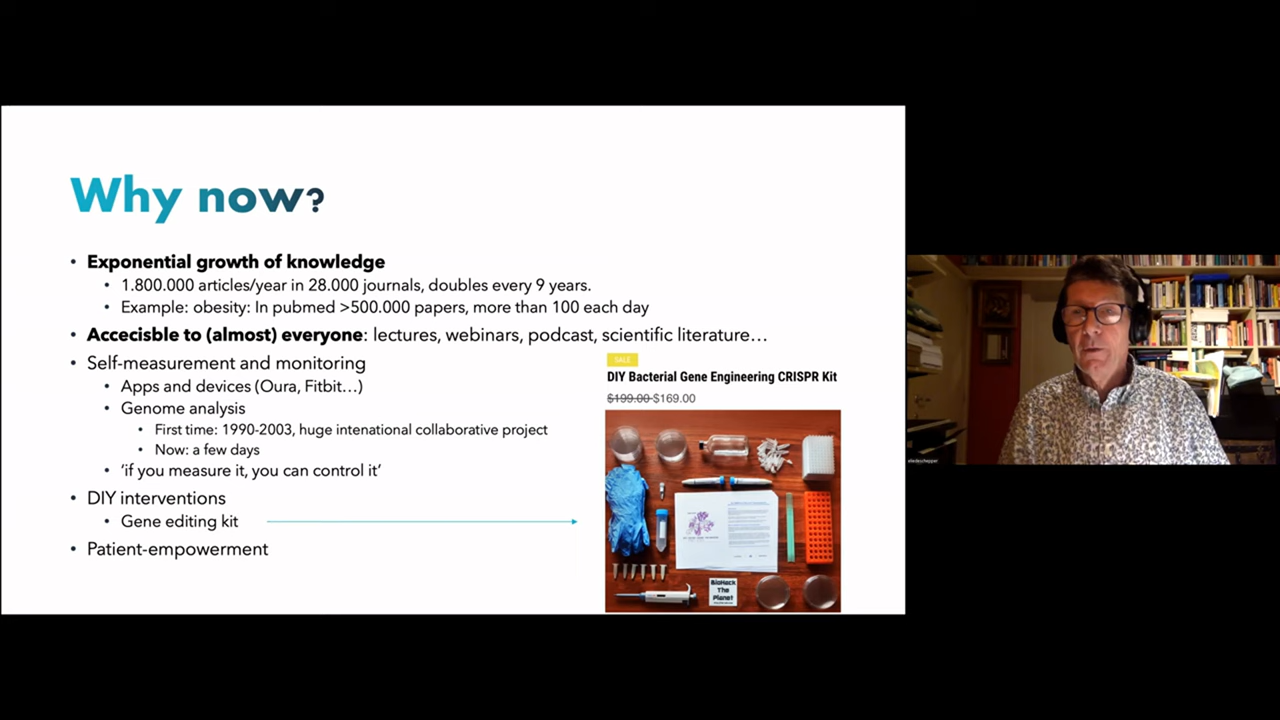 Why now?
• Exponential growth of knowledge
• 1.800.000 articles/year in 28.000 journals, doubles every 9 years.
• Example: obesity: In pubmed >500.000 papers, more than 100 each day
• Accecisble to (almost) everyone: lectures, webinars, podcast, scientific literature…
• Self-measurement and monitoring
• Apps and devices (Oura, Fitbit…)
• Genome analysis
• First time: 1990-2003, huge intenational collaborative project
• Now: a few days
• ‘if you measure it, you can control it’
• DIY interventions
• Gene editing kit
• Patient-empowerment
SALE
DIY Bacterial Gene Engineering CRISPR Kit
$199.00 $169.00
BioHack
The
Planet